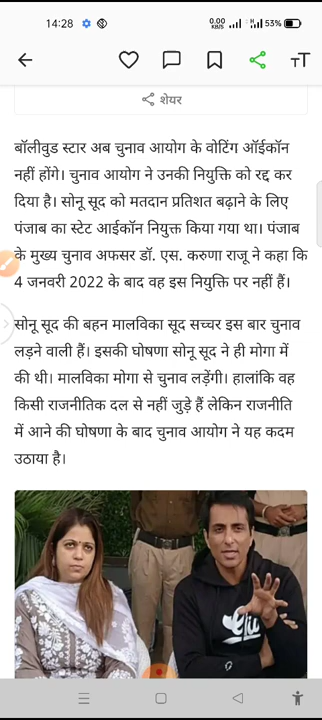 14:28
0.00 KB/S
53%
शेयर
बॉलीवुड स्टार अब चुनाव आयोग के वोटिंग ऑईकॉन
नहीं होंगे। चुनाव आयोग ने उनकी नियुक्ति को रद्द कर
दिया है। सोनू सूद को मतदान प्रतिशत बढ़ाने के लिए
पंजाब का स्टेट आईकॉन नियुक्त किया गया था। पंजाब
के मुख्य चुनाव अफसर डॉ. एस. करुणा राजू ने कहा कि
4 जनवरी 2022 के बाद वह इस नियुक्ति पर नहीं हैं।
सोनू सूद की बहन मालविका सूद सच्चर इस बार चुनाव
लड़ने वाली हैं। इसकी घोषणा सोनू सूद ने ही मोगा में
की थी। मालविका मोगा से चुनाव लड़ेंगी। हालांकि वह
किसी राजनीतिक दल से नहीं जुड़े हैं लेकिन राजनीति
में आने की घोषणा के बाद चुनाव आयोग ने यह कदम
उठाया है।